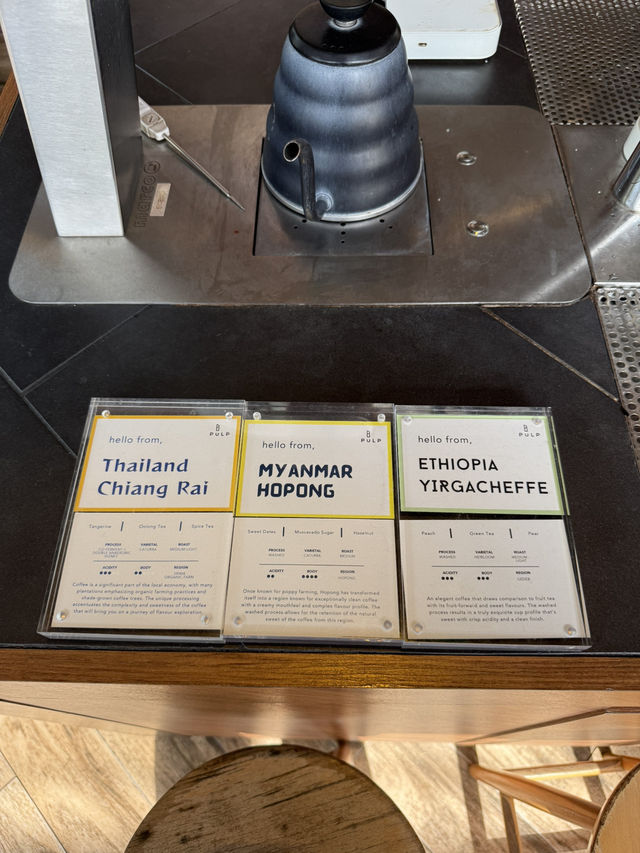 hello from,
PULP
Thailand
Chiang Rai
Tangerine | Oolong Tea | Spice Tea
PROCESS VARIETAL ROAST
CATURRA MEDIUM LIGHT
ACIDITY BODY REGION
ORGANIC FARM
Coffee is a significant part of the local economy, with many
plantations emphasising organic farming practices and
shade-grown coffee trees. The unique processing
accentuates the complexity and sweetness of the coffee
that will bring you on a journey of flavour exploration.
hello from,
PULP
MYANMAR
HOPONG
Sweet Dates | Muscovado Sugar | Hazelnut
PROCESS VARIETAL ROAST
WASHED CATURRA MEDIUM
ACIDITY BODY REGION
HOPONG
Once known for poppy farming, Hopong has transformed
itself into a region known for exceptionally clean coffee
with a creamy mouthfeel and complex flavour profile. The
washed process allows for the retention of the natural
sweet of the coffee from this region.
hello from,
PULP
ETHIOPIA
YIRGACHEFFE
Peach | Green Tea | Pear
PROCESS VARIETAL ROAST
WASHED HEIRLOOM MEDIUM
LIGHT
ACIDITY BODY REGION
An elegant coffee that draws comparison to fruit tea
with its fruit-forward and sweet flavours. The washed
process results in a truly exquisite cup profile that's
sweet with crisp acidity and a clean finish.